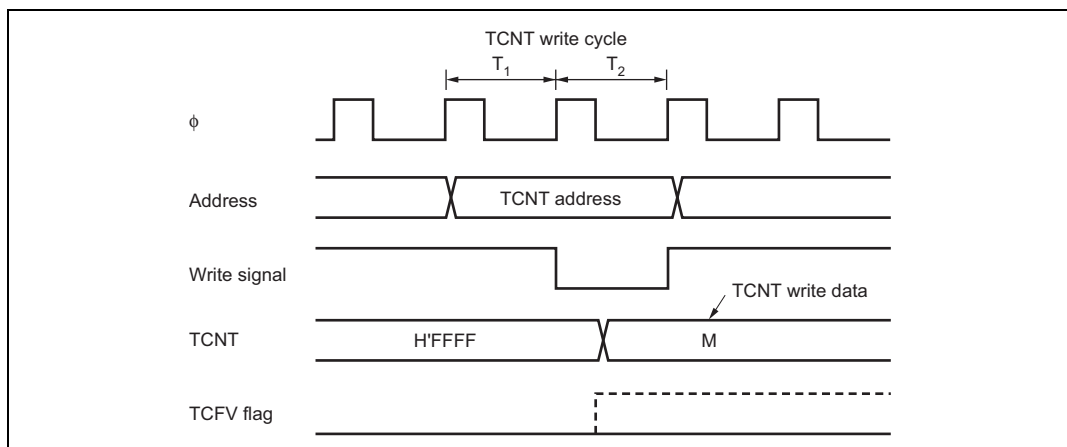 TCNT write cycle
T1 T2
ϕ
Address
TCNT address
Write signal
TCNT write data
TCNT
H'FFFF
M
TCFV flag